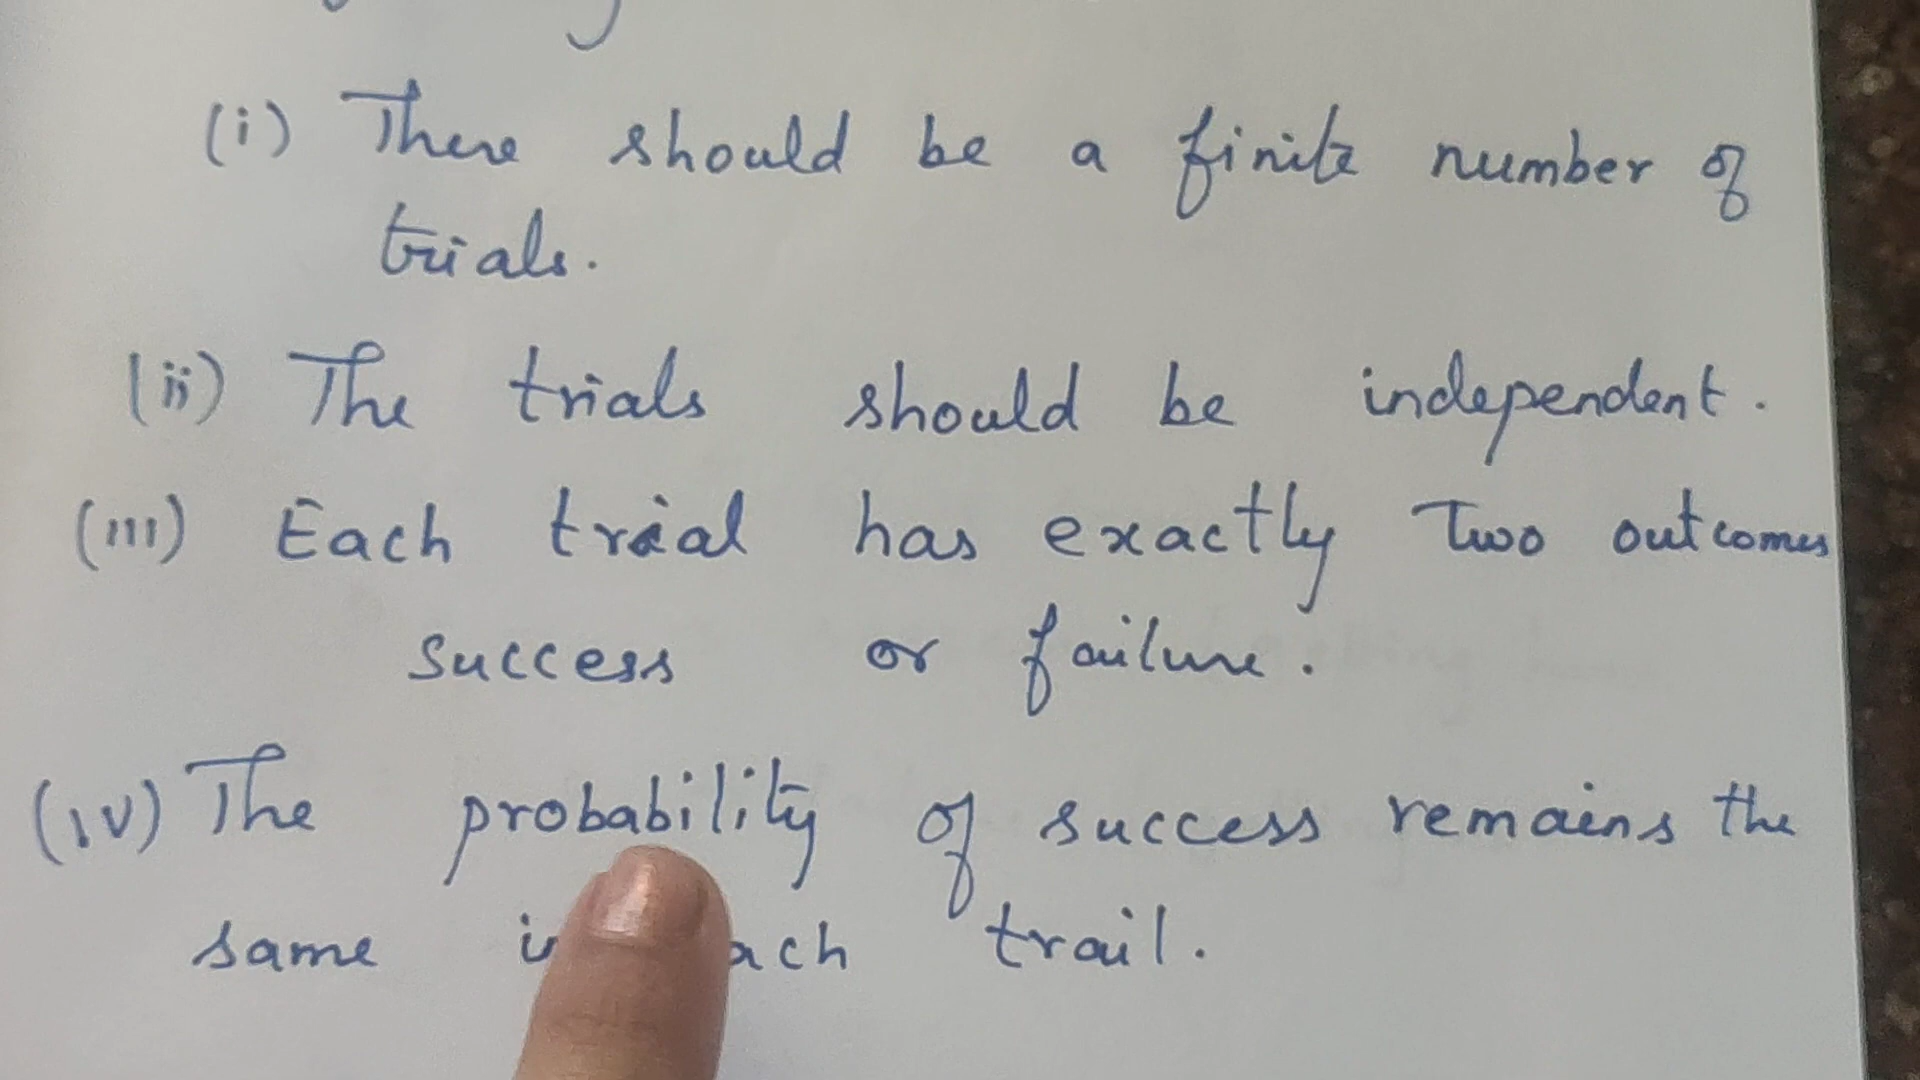 (i) There should be a finite number of
trials.
(ii) The trials should be independent.
(iii) Each trial has exactly Two outcomes
success or failure.
(iv) The probability of success remains the
same trail.